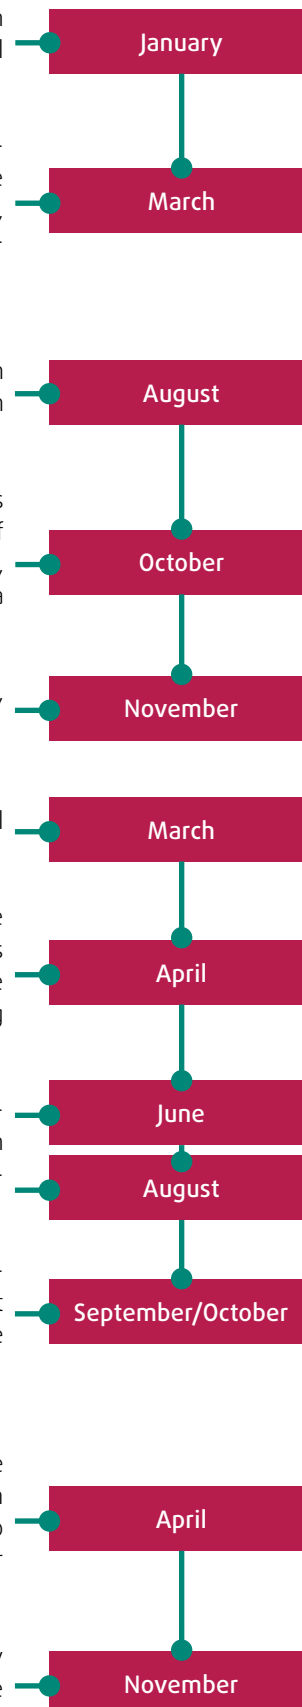 January
March
August
October
November
March
April
June
August
September/October
April
November